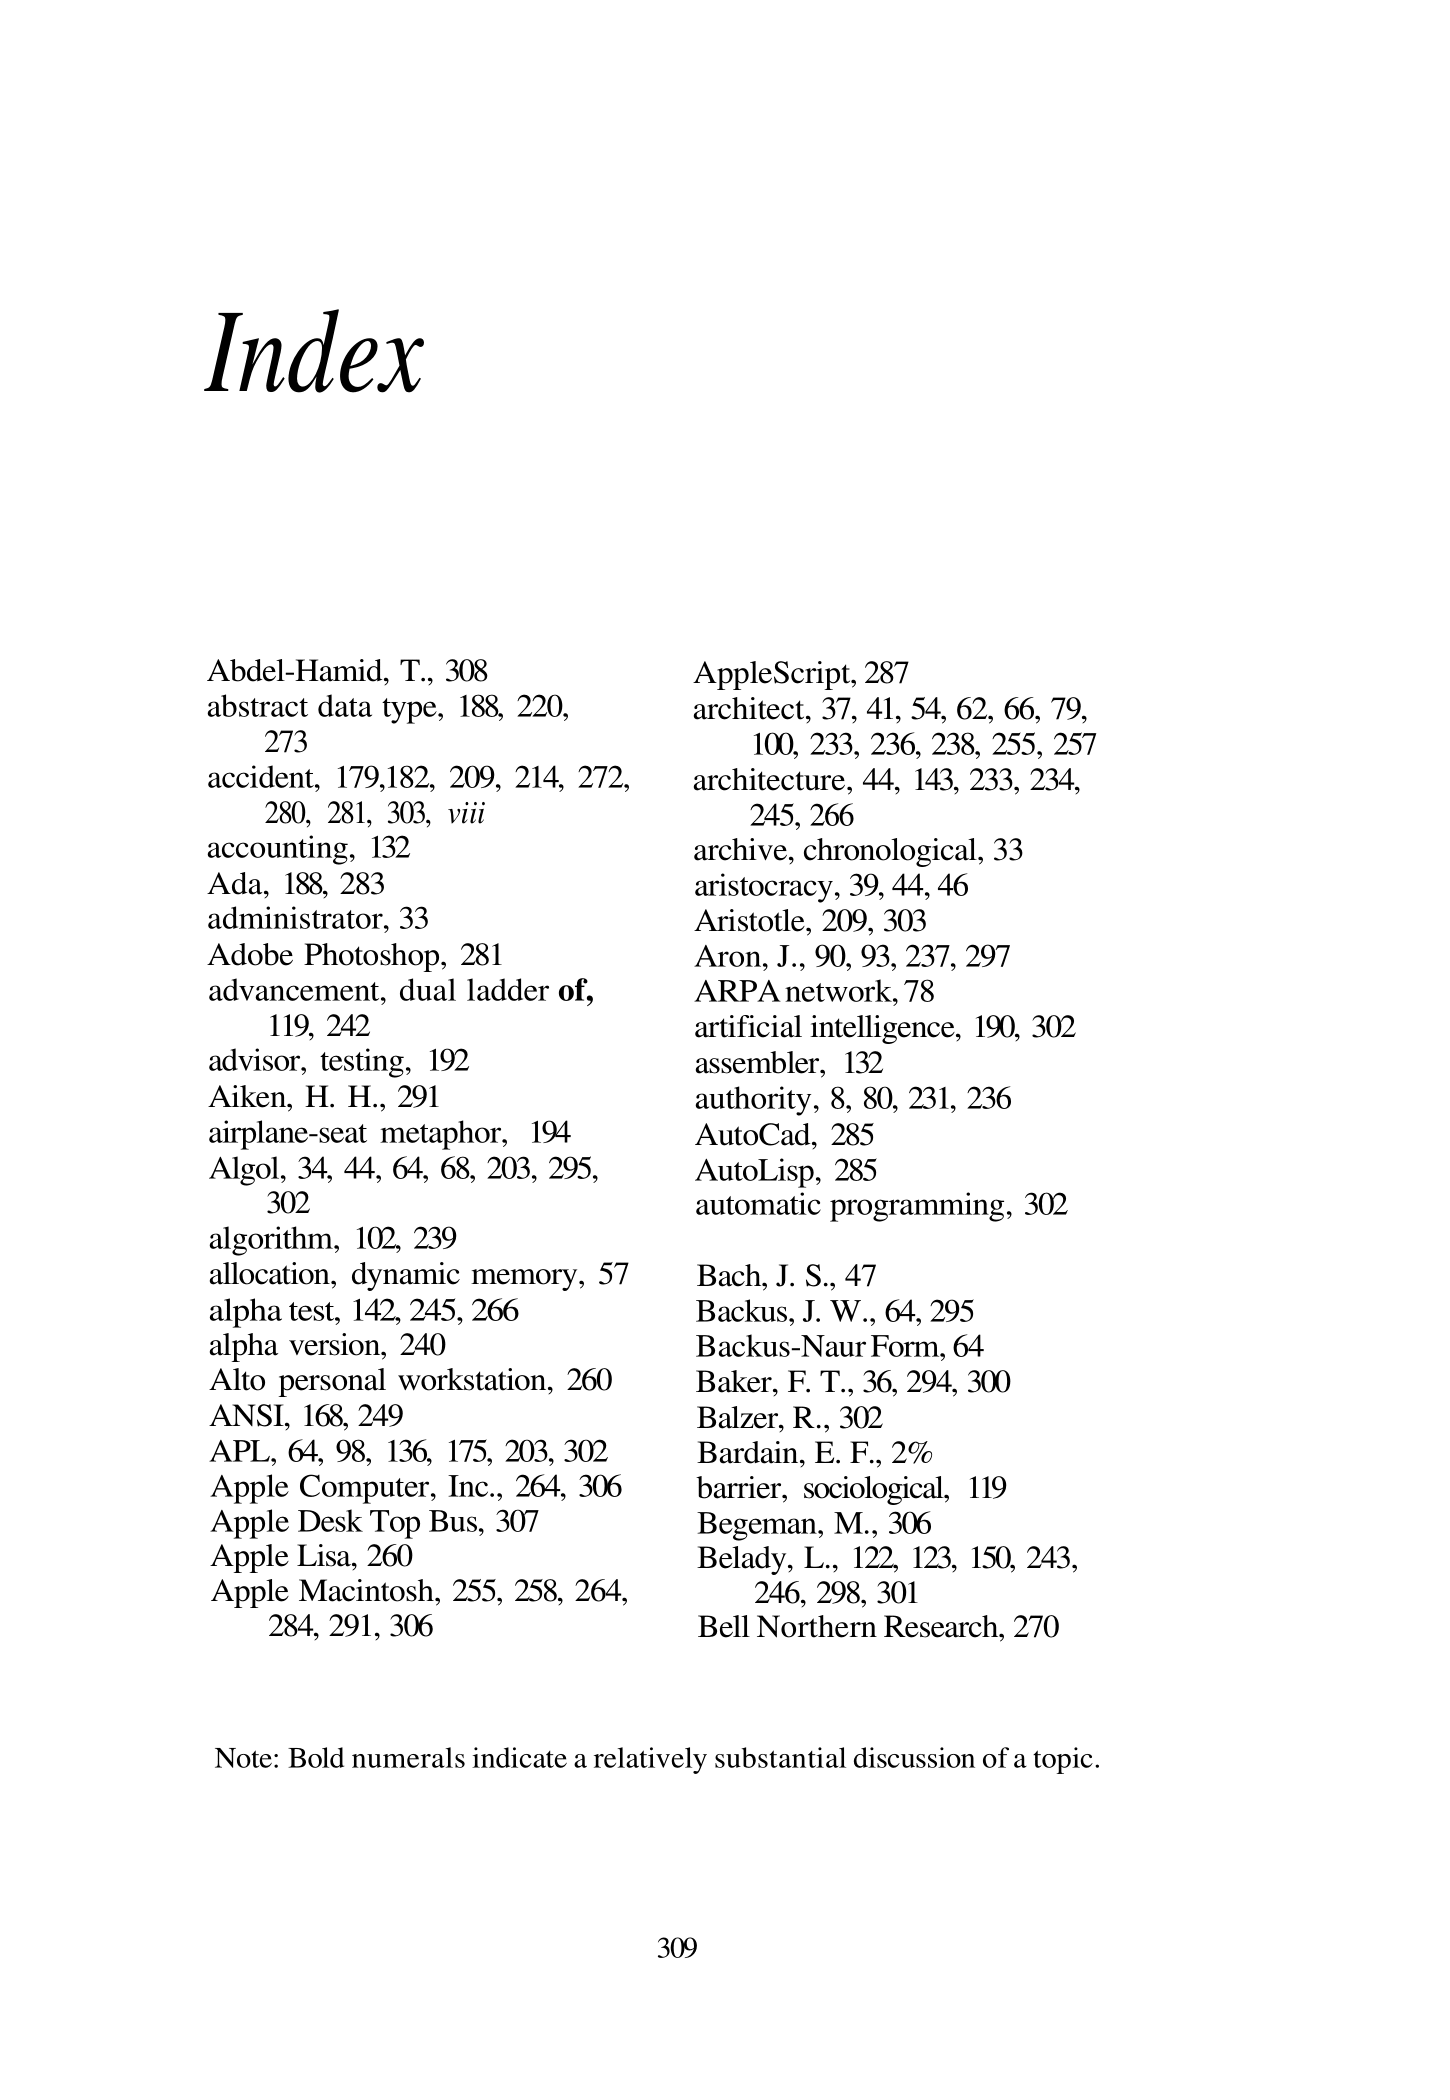 Index
Abdel-Hamid, T., 308
abstract data type, 188, 220,
273
accident, 179,182, 209, 214, 272,
280, 281, 303, viii
accounting, 132
Ada, 188, 283
administrator, 33
Adobe Photoshop, 281
advancement, dual ladder of,
119, 242
advisor, testing, 192
Aiken, H. H., 291
airplane-seat metaphor, 194
Algol, 34, 44, 64, 68, 203, 295,
302
algorithm, 102, 239
allocation, dynamic memory, 57
alpha test, 142, 245, 266
alpha version, 240
Alto personal workstation, 260
ANSI, 168, 249
APL, 64, 98, 136, 175, 203, 302
Apple Computer, Inc., 264, 306
Apple Desk Top Bus, 307
Apple Lisa, 260
Apple Macintosh, 255, 258, 264,
284, 291, 306
AppleScript, 287
architect, 37, 41, 54, 62, 66, 79,
100, 233, 236, 238, 255, 257
architecture, 44, 143, 233, 234,
245, 266
archive, chronological, 33
aristocracy, 39, 44, 46
Aristotle, 209, 303
Aron, J., 90, 93, 237, 297
ARPA network, 78
artificial intelligence, 190, 302
assembler, 132
authority, 8, 80, 231, 236
AutoCad, 285
AutoLisp, 285
automatic programming, 302
Bach, J. S., 47
Backus, J. W., 64, 295
Backus-Naur Form, 64
Baker, F. T., 36, 294, 300
Balzer, R., 302
Bardain, E. F., 2%
barrier, sociological, 119
Begeman, M., 306
Belady, L., 122, 123, 150, 243,
246, 298, 301
Bell Northern Research, 270
Note: Bold numerals indicate a relatively substantial discussion of a topic.
309